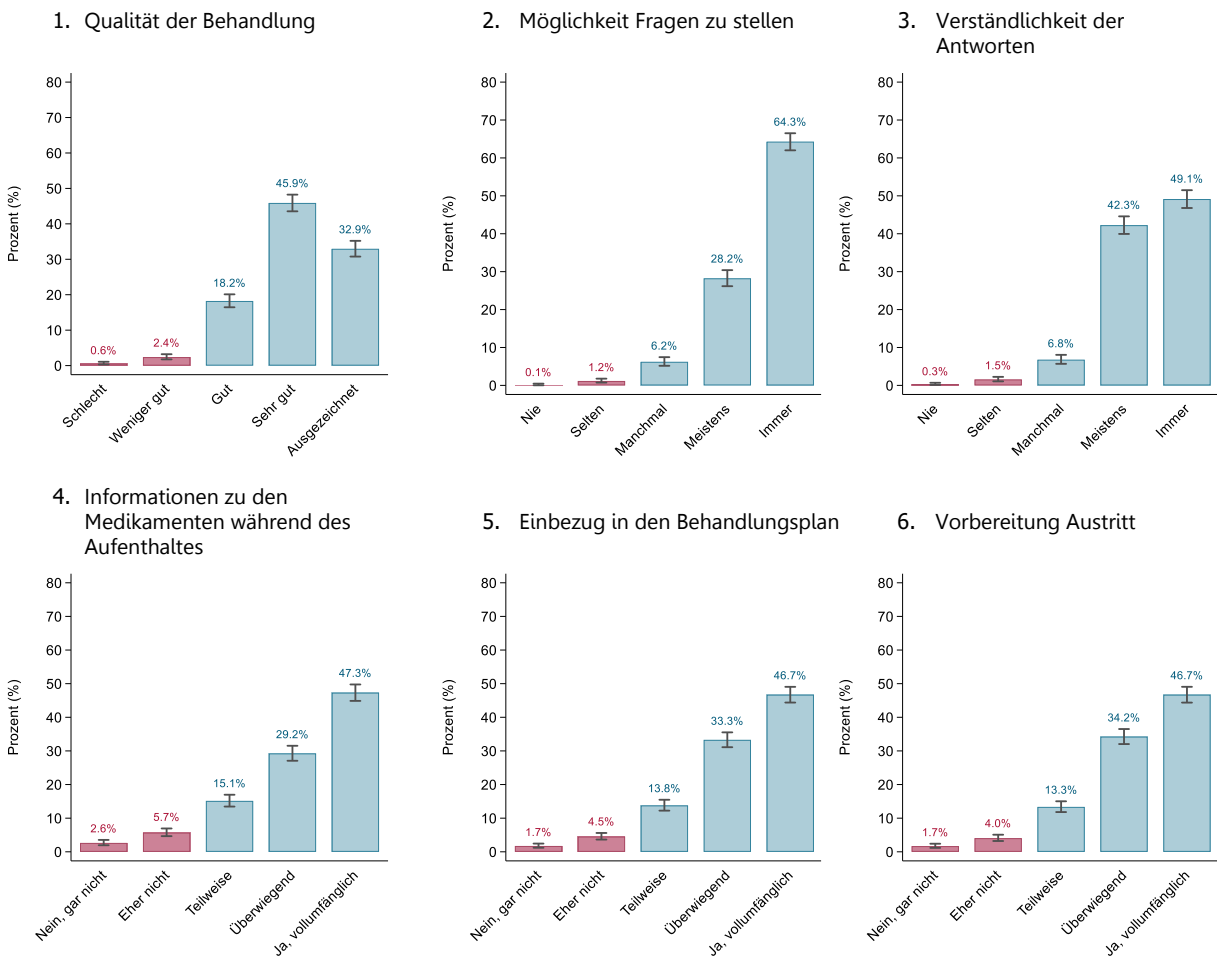 1. Qualität der Behandlung
Prozent (%)
80
70
60
50
40
30
20
10
0
0.6%
2.4%
18.2%
45.9%
32.9%
Schlecht
Weniger gut
Gut
Sehr gut
Ausgezeichnet
2. Möglichkeit Fragen zu stellen
Prozent (%)
80
70
60
50
40
30
20
10
0
0.1%
1.2%
6.2%
28.2%
64.3%
Nie
Selten
Manchmal
Meistens
Immer
3. Verständlichkeit der
Antworten
Prozent (%)
80
70
60
50
40
30
20
10
0
0.3%
1.5%
6.8%
42.3%
49.1%
Nie
Selten
Manchmal
Meistens
Immer
4. Informationen zu den
Medikamenten während des
Aufenthaltes
Prozent (%)
80
70
60
50
40
30
20
10
0
2.6%
5.7%
15.1%
29.2%
47.3%
Nein, gar nicht
Eher nicht
Teilweise
Überwiegend
Ja, vollumfänglich
5. Einbezug in den Behandlungsplan
Prozent (%)
80
70
60
50
40
30
20
10
0
1.7%
4.5%
13.8%
33.3%
46.7%
Nein, gar nicht
Eher nicht
Teilweise
Überwiegend
Ja, vollumfänglich
6. Vorbereitung Austritt
Prozent (%)
80
70
60
50
40
30
20
10
0
1.7%
4.0%
13.3%
34.2%
46.7%
Nein, gar nicht
Eher nicht
Teilweise
Überwiegend
Ja, vollumfänglich